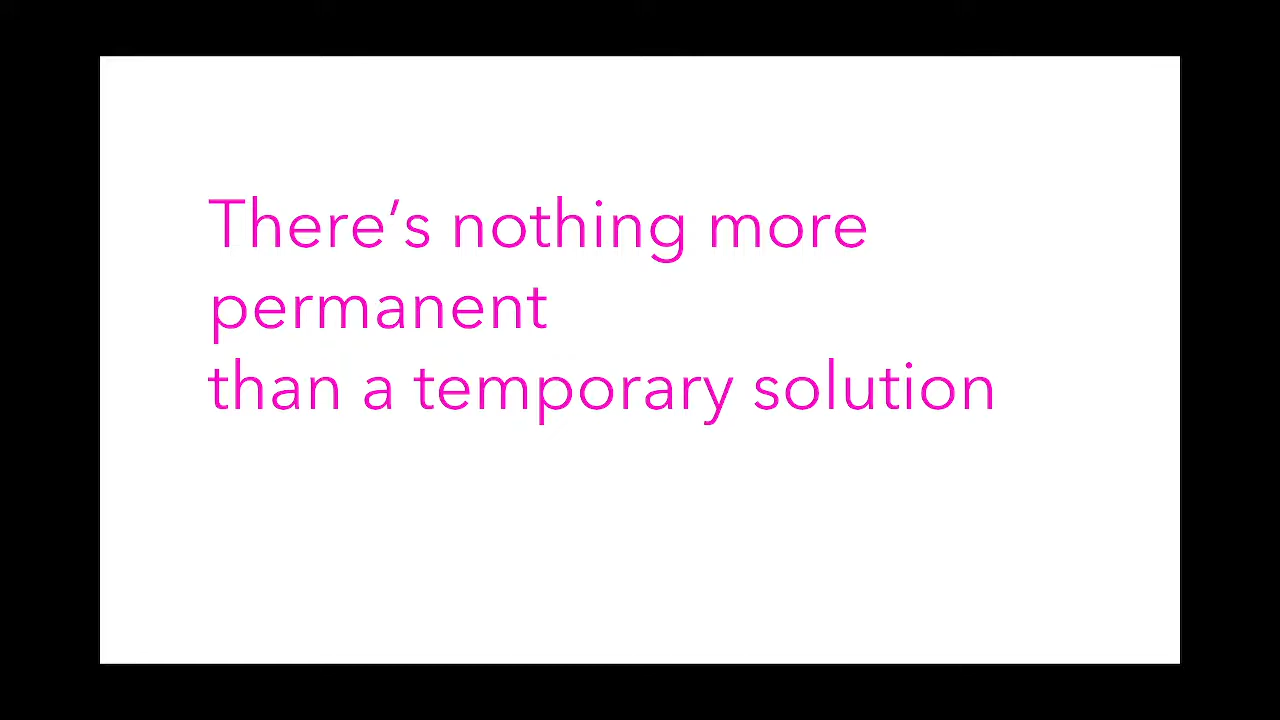 There’s nothing more
permanent
than a temporary solution